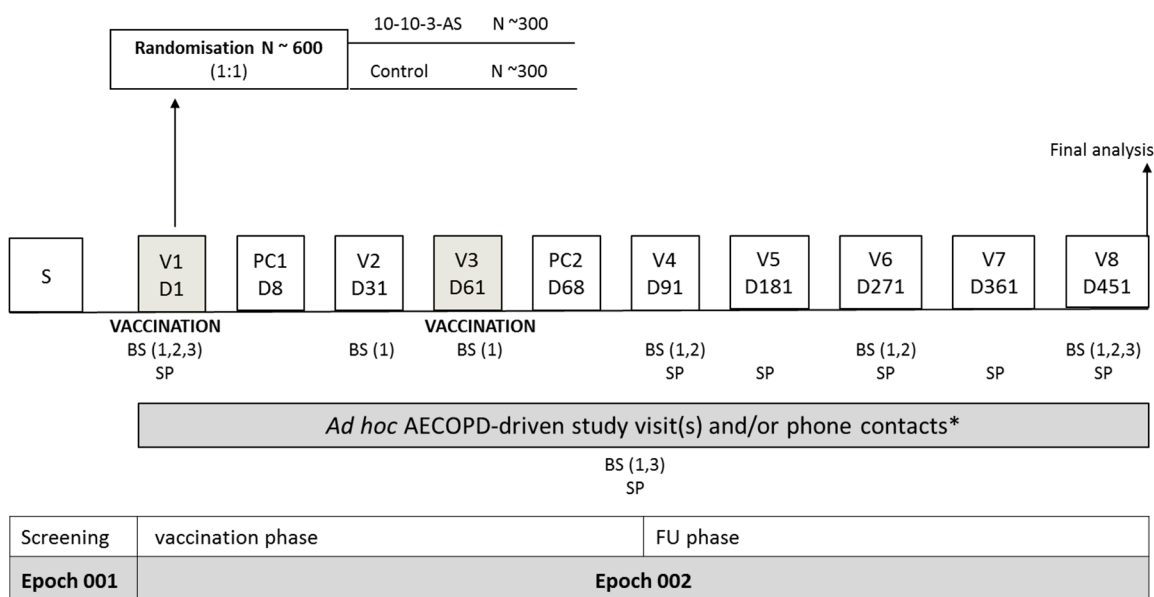 10-10-3-AS N ~300
Randomisation N ~ 600
(1:1)
Control N ~300
Final analysis
S
V1
D1
PC1
D8
V2
D31
V3
D61
PC2
D68
V4
D91
V5
D181
V6
D271
V7
D361
V8
D451
VACCINATION VACCINATION
BS (1,2,3) BS (1) BS (1) BS (1,2) BS (1,2) BS (1,2,3)
SP SP SP SP SP SP
Ad hoc AECOPD-driven study visit(s) and/or phone contacts*
BS (1,3)
SP
Screening vaccination phase FU phase
Epoch 001 Epoch 002